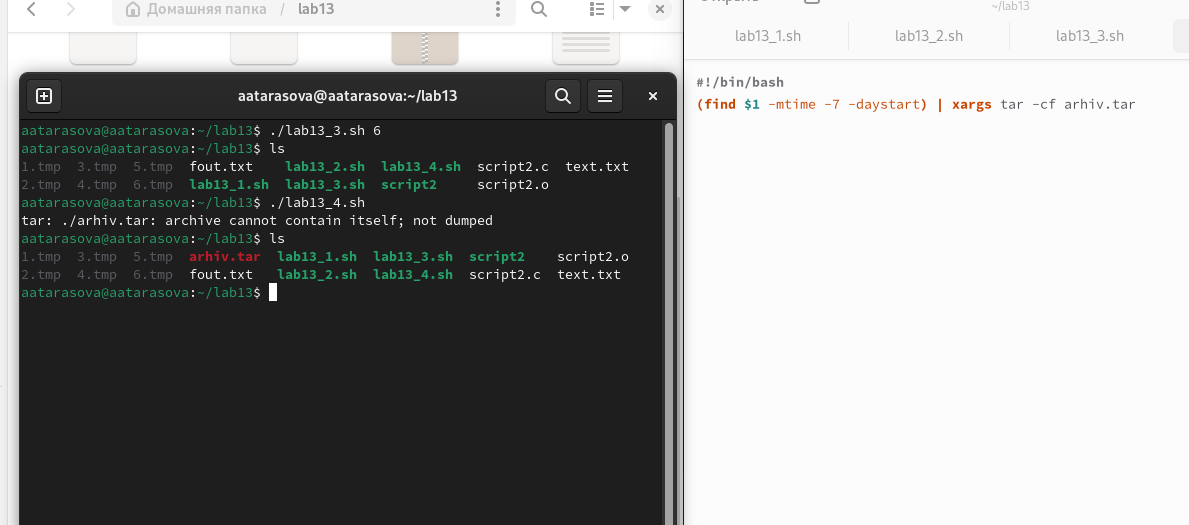 Домашняя папка / lab13
~/lab13
lab13_1.sh lab13_2.sh lab13_3.sh
aatarasova@aatarasova:~/lab13
aatarasova@aatarasova:~/lab13$ ./lab13_3.sh 6
aatarasova@aatarasova:~/lab13$ ls
1.tmp 3.tmp 5.tmp fout.txt lab13_2.sh lab13_4.sh script2.c text.txt
2.tmp 4.tmp 6.tmp lab13_1.sh lab13_3.sh script2 script2.o
aatarasova@aatarasova:~/lab13$ ./lab13_4.sh
tar: ./arhiv.tar: archive cannot contain itself; not dumped
aatarasova@aatarasova:~/lab13$ ls
1.tmp 3.tmp 5.tmp arhiv.tar lab13_1.sh lab13_3.sh script2 script2.o
2.tmp 4.tmp 6.tmp fout.txt lab13_2.sh lab13_4.sh script2.c text.txt
aatarasova@aatarasova:~/lab13$
#!/bin/bash
(find $1 -mtime -7 -daystart) | xargs tar -cf arhiv.tar